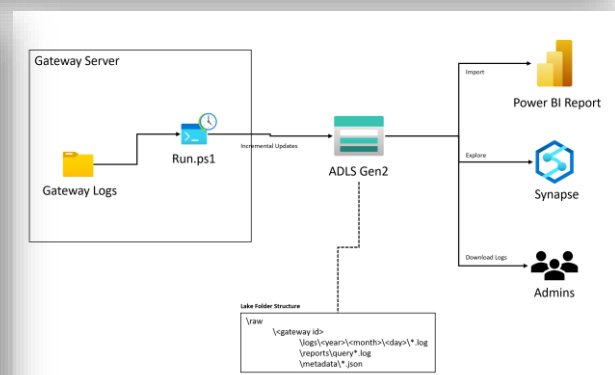 Gateway Server
Gateway Logs
Run.ps1
Incremental Updates
ADLS Gen2
Import
Power BI Report
Explore
Synapse
Download Logs
Admins
Lake Folder Structure
\raw
\<gateway id>
\logs\<year>\<month>\<day>\*.log
\reports\query*.log
\metadata\*.json